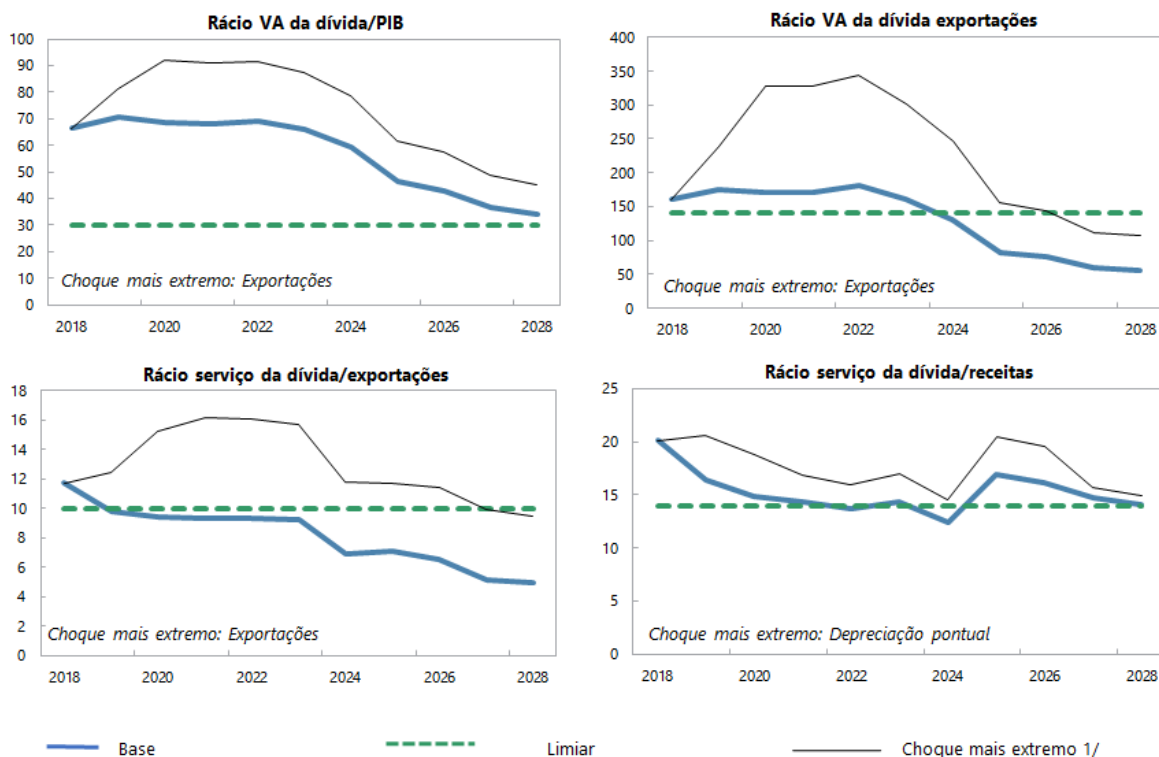 Rácio VA da dívida/PIB
100
90
80
70
60
50
40
30
20
10
0
Choque mais extremo: Exportações
2018 2020 2022 2024 2026 2028
Rácio VA da dívida exportações
400
350
300
250
200
150
100
50
0
Choque mais extremo: Exportações
2018 2020 2022 2024 2026 2028
Rácio serviço da dívida/exportações
18
16
14
12
10
8
6
4
2
0
Choque mais extremo: Exportações
2018 2020 2022 2024 2026 2028
Rácio serviço da dívida/receitas
25
20
15
10
5
0
Choque mais extremo: Depreciação pontual
2018 2020 2022 2024 2026 2028
Base Limiar Choque mais extremo 1/